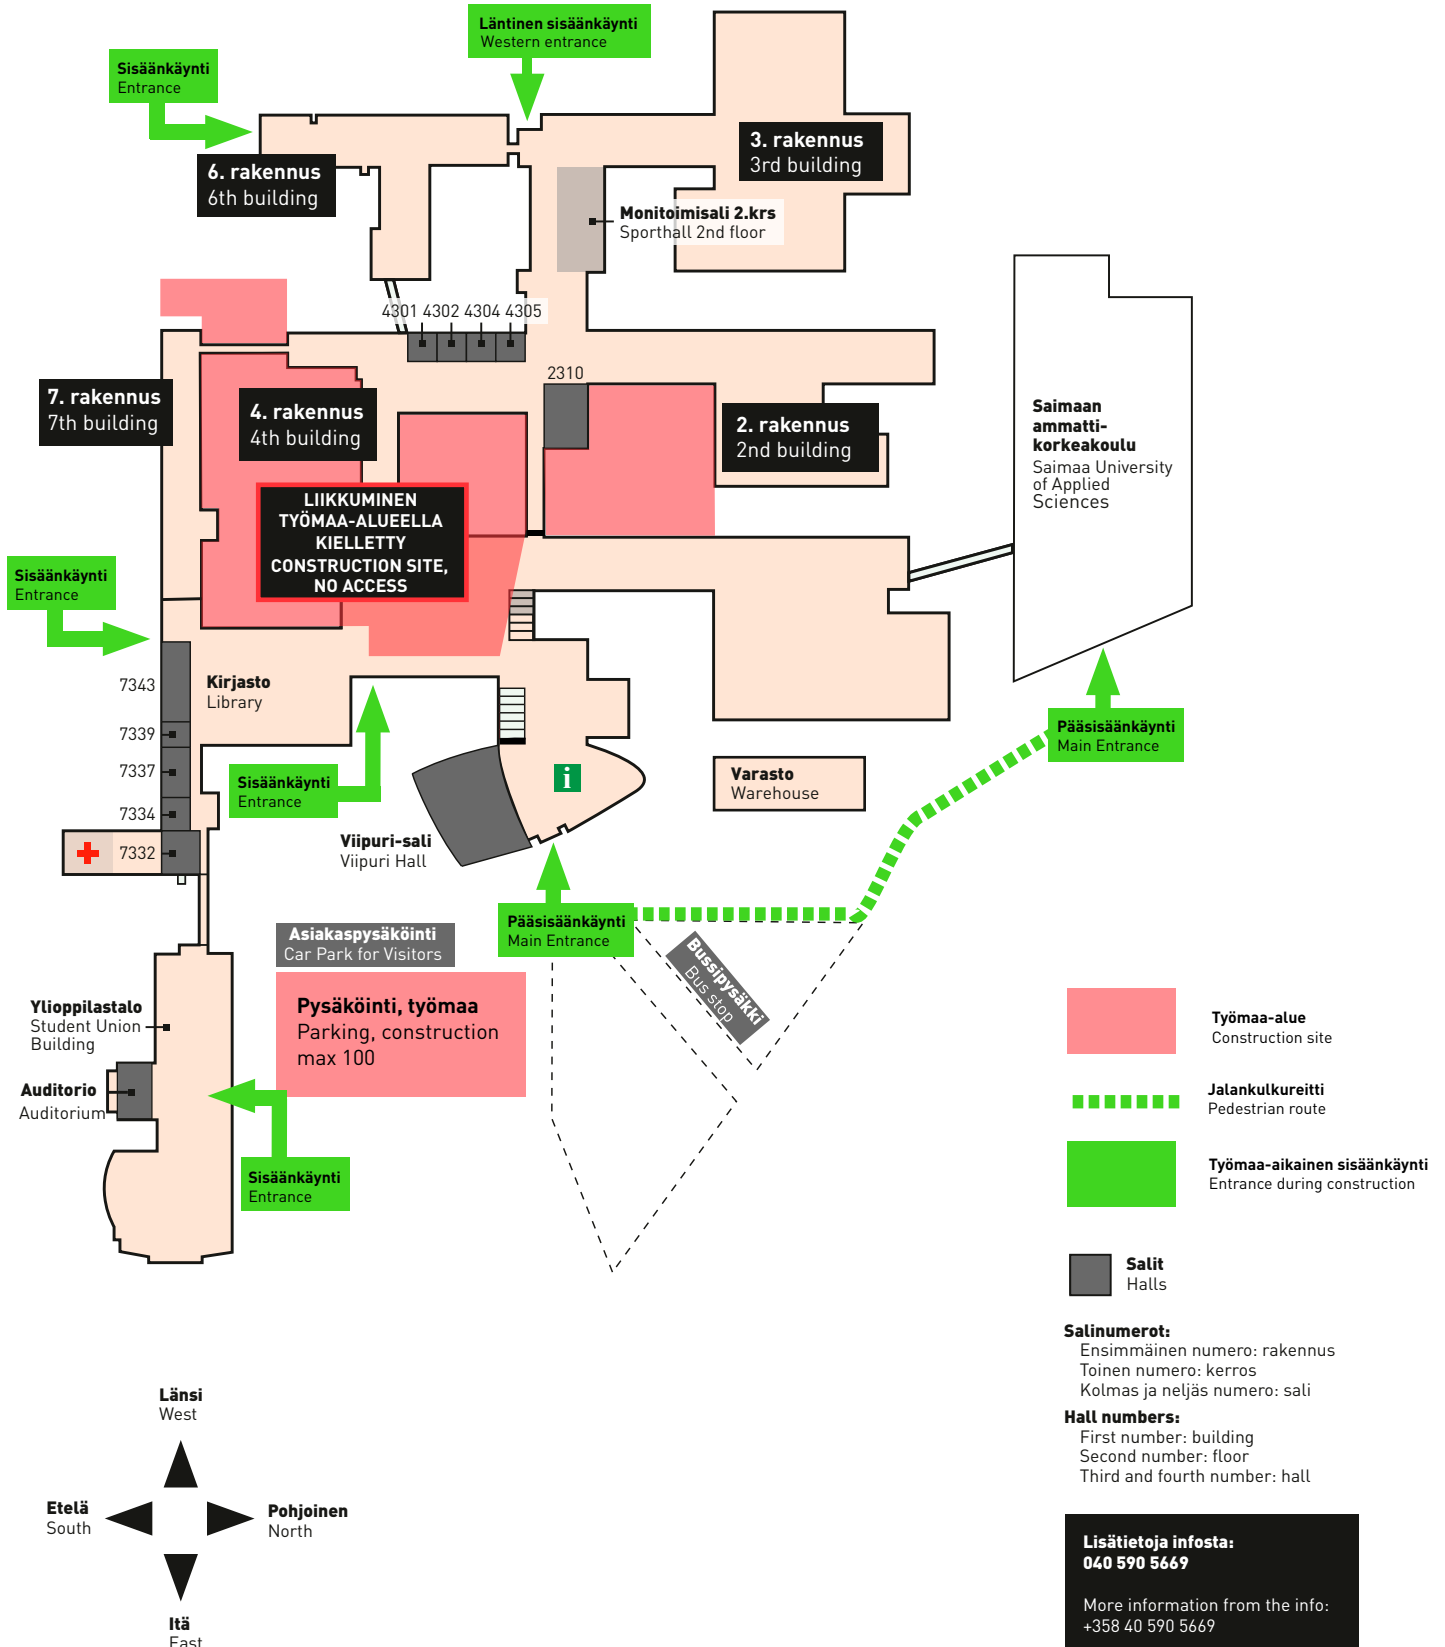 Läntinen sisäänkäynti
Western entrance
Sisäänkäynti
Entrance
3. rakennus
3rd building
6. rakennus
6th building
Monitoimisali 2.krs
Sporthall 2nd floor
4301 4302 4304 4305
2310
7. rakennus
7th building
4. rakennus
4th building
2. rakennus
2nd building
Saimaan
ammatti-
korkeakoulu
Saimaa University
of Applied
Sciences
LIIKKUMINEN
TYÖMAA-ALUEELLA
KIELLETTY
CONSTRUCTION SITE,
NO ACCESS
Sisäänkäynti
Entrance
7343
Kirjasto
Library
7339
7337
7334
7332
Sisäänkäynti
Entrance
i
Varasto
Warehouse
Pääsisäänkäynti
Main Entrance
Viipuri-sali
Viipuri Hall
Pääsisäänkäynti
Main Entrance
Asiakaspysäköinti
Car Park for Visitors
Bussipysäkki
Bus stop
Pysäköinti, työmaa
Parking, construction
max 100
Ylioppilastalo
Student Union
Building
Auditorio
Auditorium
Sisäänkäynti
Entrance
Työmaa-alue
Construction site
Jalankulkureitti
Pedestrian route
Työmaa-aikainen sisäänkäynti
Entrance during construction
Salit
Halls
Salinumerot:
Ensimmäinen numero: rakennus
Toinen numero: kerros
Kolmas ja neljäs numero: sali
Hall numbers:
First number: building
Second number: floor
Third and fourth number: hall
Länsi
West
Etelä
South
Pohjoinen
North
Itä
East
Lisätietoja infosta:
040 590 5669
More information from the info:
+358 40 590 5669